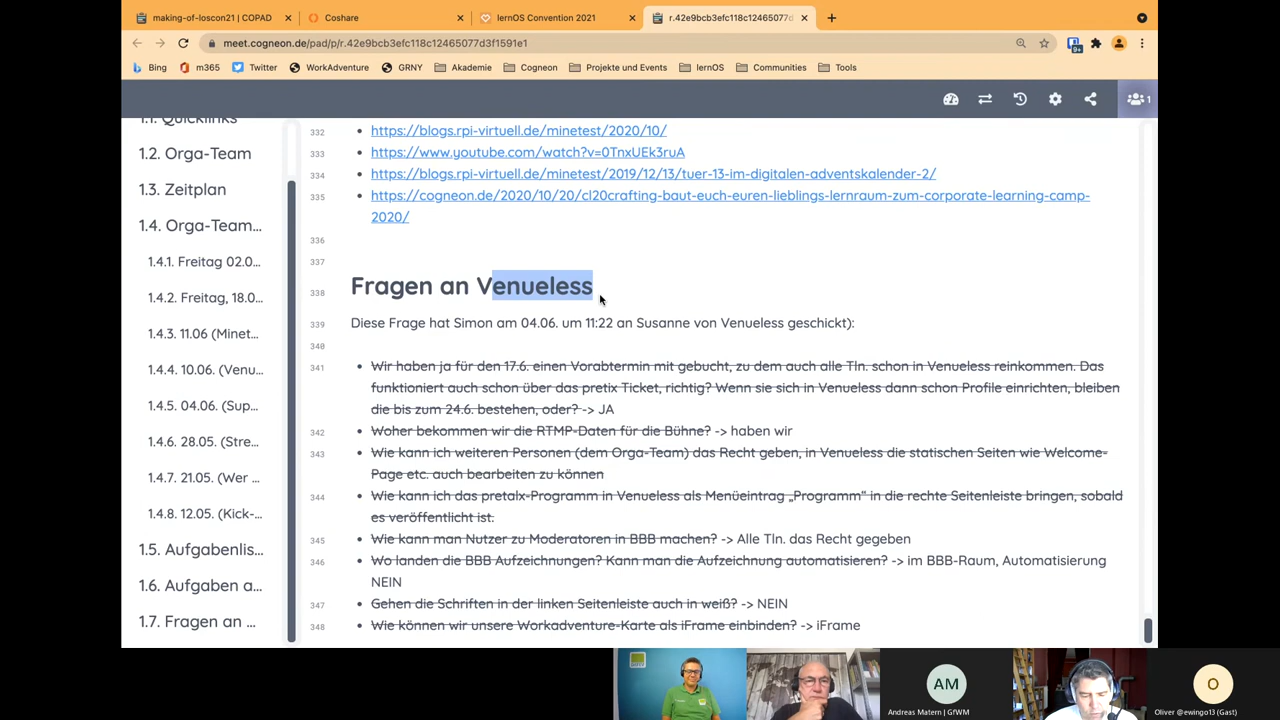 making-of-loscon21 | COPAD
Coshare
lernOS Convention 2021
r.42e9bcb3efc118c12465077d
meet.cogneon.de/pad/p/r.42e9bcb3efc118c12465077d3f1591e1
9+
Bing
m365
Twitter
WorkAdventure
GRNY
Akademie
Cogneon
Projekte und Events
lernOS
Communities
Tools
1
1.1. Quicklinks
1.2. Orga-Team
1.3. Zeitplan
1.4. Orga-Team...
1.4.1. Freitag 02.0...
1.4.2. Freitag, 18.0...
1.4.3. 11.06 (Minet...
1.4.4. 10.06. (Venu...
1.4.5. 04.06. (Sup...
1.4.6. 28.05. (Stre...
1.4.7. 21.05. (Wer ...
1.4.8. 12.05. (Kick-...
1.5. Aufgabenlis...
1.6. Aufgaben a...
1.7. Fragen an ...
332 • https://blogs.rpi-virtuell.de/minetest/2020/10/
333 • https://www.youtube.com/watch?v=0TnxUEk3ruA
334 • https://blogs.rpi-virtuell.de/minetest/2019/12/13/tuer-13-im-digitalen-adventskalender-2/
335 • https://cogneon.de/2020/10/20/cl20crafting-baut-euch-euren-lieblings-lernraum-zum-corporate-learning-camp-
2020/
336
337
338 Fragen an Venueless
339 Diese Frage hat Simon am 04.06. um 11:22 an Susanne von Venueless geschickt):
340
341 • Wir haben ja für den 17.6. einen Vorabtermin mit gebucht, zu dem auch alle Tln. schon in Venueless reinkommen. Das
funktioniert auch schon über das pretix Ticket, richtig? Wenn sie sich in Venueless dann schon Profile einrichten, bleiben
die bis zum 24.6. bestehen, oder? -> JA
342 • Woher bekommen wir die RTMP-Daten für die Bühne? -> haben wir
343 • Wie kann ich weiteren Personen (dem Orga-Team) das Recht geben, in Venueless die statischen Seiten wie Welcome-
Page etc. auch bearbeiten zu können
344 • Wie kann ich das pretalx-Programm in Venueless als Menüeintrag „Programm“ in die rechte Seitenleiste bringen, sobald
es veröffentlicht ist.
345 • Wie kann man Nutzer zu Moderatoren in BBB machen? -> Alle Tln. das Recht gegeben
346 • Wo landen die BBB Aufzeichnungen? Kann man die Aufzeichnung automatisieren? -> im BBB-Raum, Automatisierung
NEIN
347 • Gehen die Schriften in der linken Seitenleiste auch in weiß? -> NEIN
348 • Wie können wir unsere Workadventure-Karte als iFrame einbinden? -> iFrame
AM
Andreas Matern | GfWM
O
Oliver @ewingo13 (Gast)